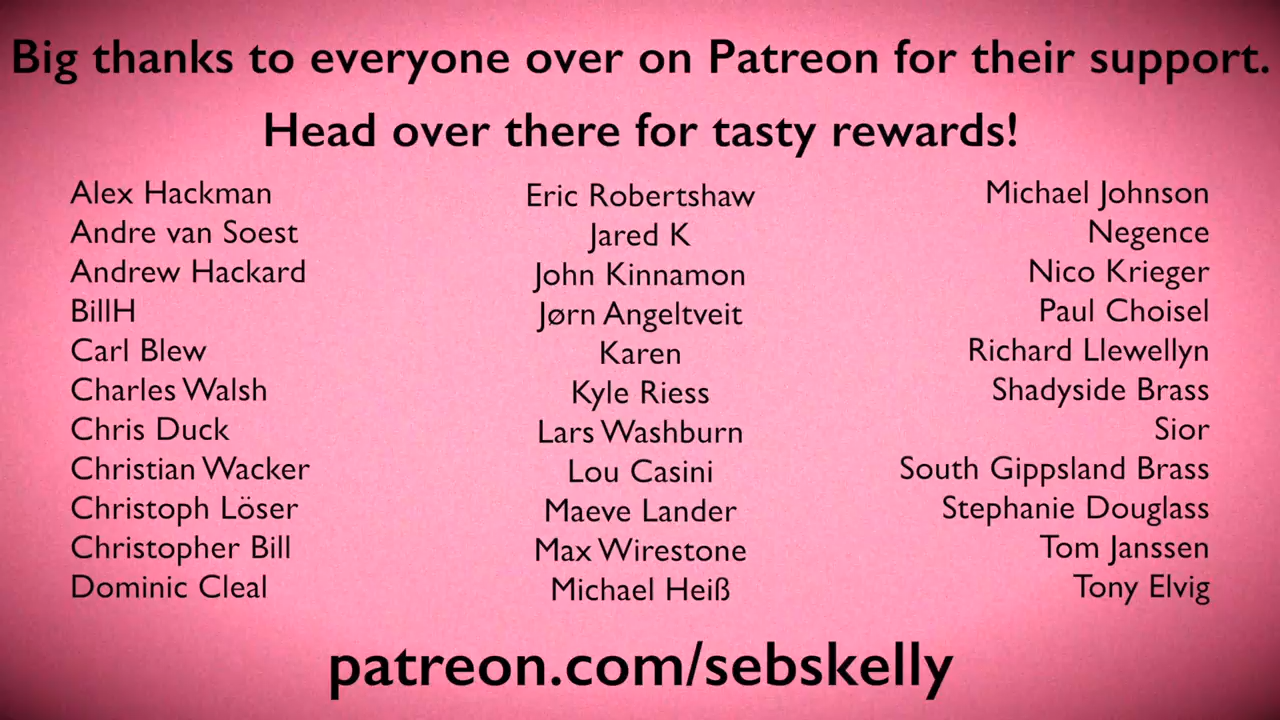 Big thanks to everyone over on Patreon for their support.
Head over there for tasty rewards!
Alex Hackman
Andre van Soest
Andrew Hackard
BillH
Carl Blew
Charles Walsh
Chris Duck
Christian Wacker
Christoph Löser
Christopher Bill
Dominic Cleal
Eric Robertshaw
Jared K
John Kinnamon
Jørn Angeltveit
Karen
Kyle Riess
Lars Washburn
Lou Casini
Maeve Lander
Max Wirestone
Michael Heiß
Michael Johnson
Negence
Nico Krieger
Paul Choisel
Richard Llewellyn
Shadyside Brass
Sior
South Gippsland Brass
Stephanie Douglass
Tom Janssen
Tony Elvig
patreon.com/sebskelly